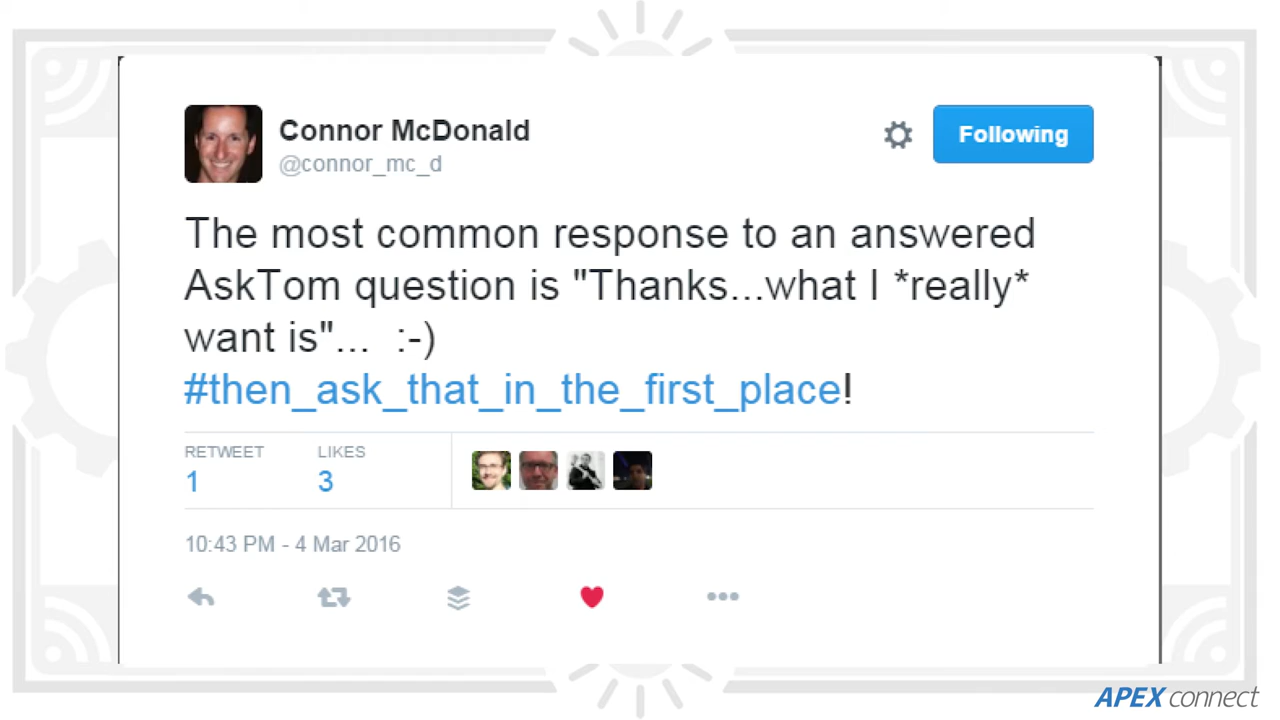 Connor McDonald
@connor_mc_d
Following
The most common response to an answered
AskTom question is "Thanks...what I *really*
want is"...  :-)
#then_ask_that_in_the_first_place!
RETWEET
1
LIKES
3
10:43 PM - 4 Mar 2016
APEX connect